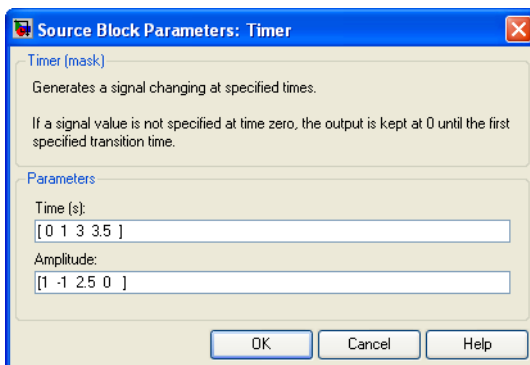 Source Block Parameters: Timer
Timer (mask)
Generates a signal changing at specified times.
If a signal value is not specified at time zero, the output is kept at 0 until the first
specified transition time.
Parameters
Time (s):
[ 0 1 3 3.5 ]
Amplitude:
[1 -1 2.5 0 ]
OK Cancel Help